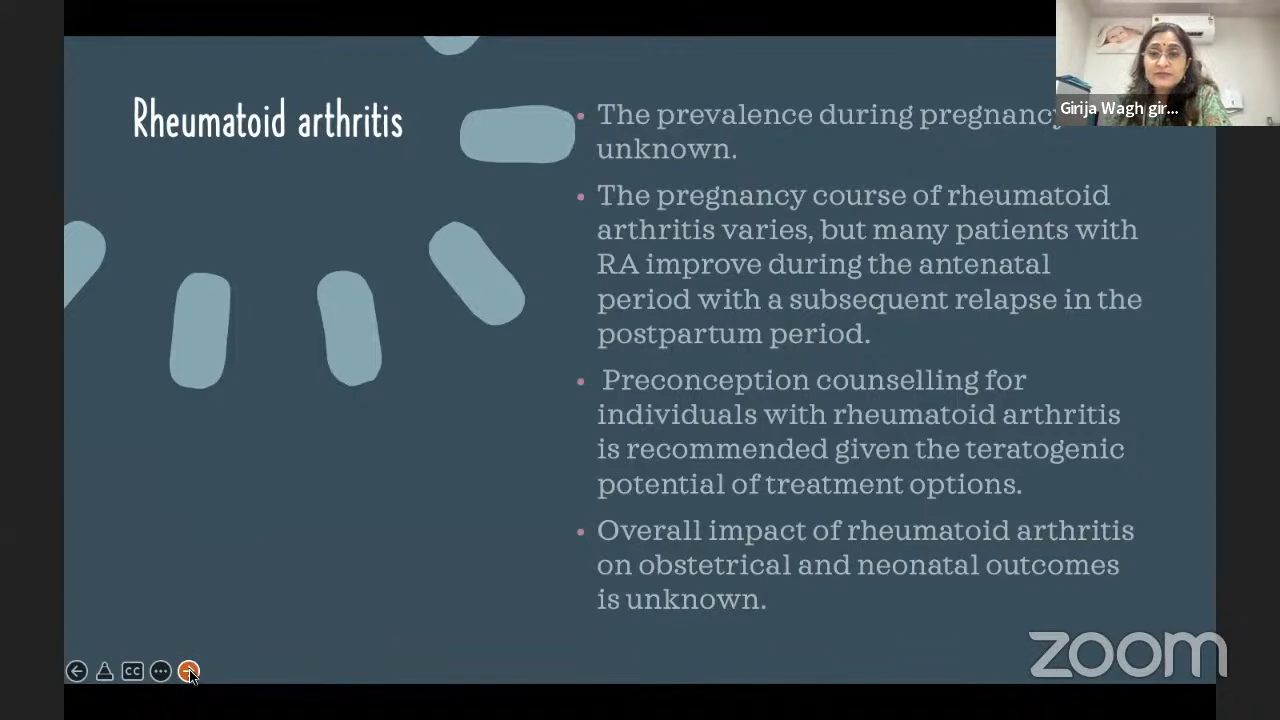 Rheumatoid arthritis
• The prevalence during pregnancy
unknown.
• The pregnancy course of rheumatoid
arthritis varies, but many patients with
RA improve during the antenatal
period with a subsequent relapse in the
postpartum period.
• Preconception counselling for
individuals with rheumatoid arthritis
is recommended given the teratogenic
potential of treatment options.
• Overall impact of rheumatoid arthritis
on obstetrical and neonatal outcomes
is unknown.
Girija Wagh gir...
CC
zoom